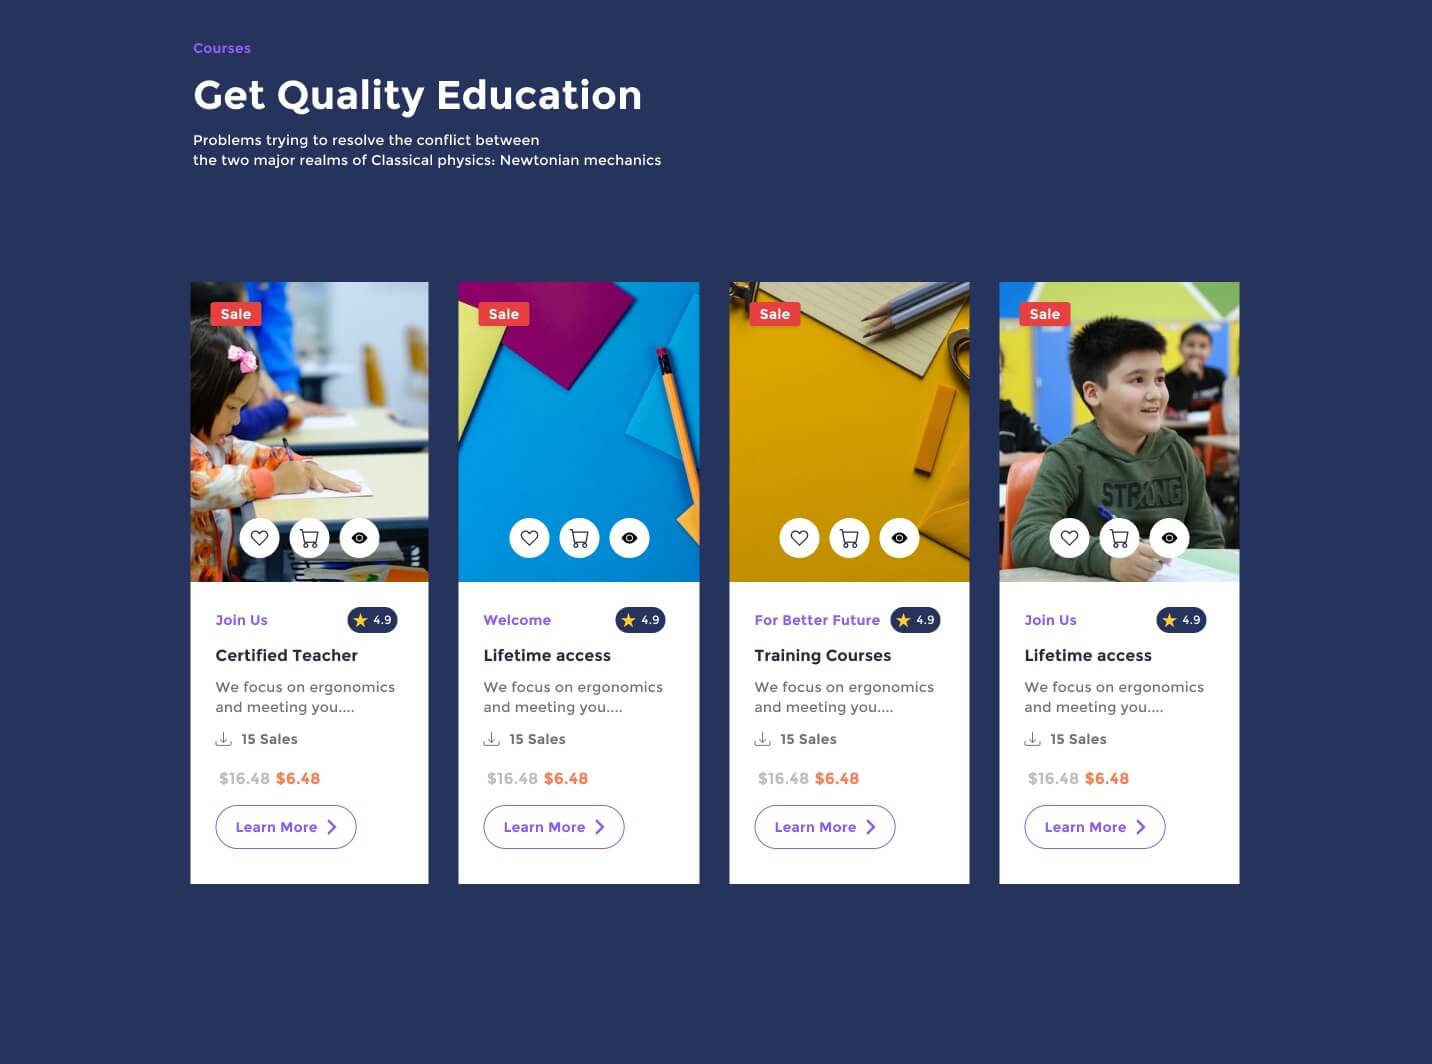 Courses
Get Quality Education
Problems trying to resolve the conflict between
the two major realms of Classical physics: Newtonian mechanics
Sale
Join Us
4.9
Certified Teacher
We focus on ergonomics
and meeting you....
15 Sales
$16.48 $6.48
Learn More
Sale
Welcome
4.9
Lifetime access
We focus on ergonomics
and meeting you....
15 Sales
$16.48 $6.48
Learn More
Sale
For Better Future
4.9
Training Courses
We focus on ergonomics
and meeting you....
15 Sales
$16.48 $6.48
Learn More
Sale
STRONG
Join Us
4.9
Lifetime access
We focus on ergonomics
and meeting you....
15 Sales
$16.48 $6.48
Learn More